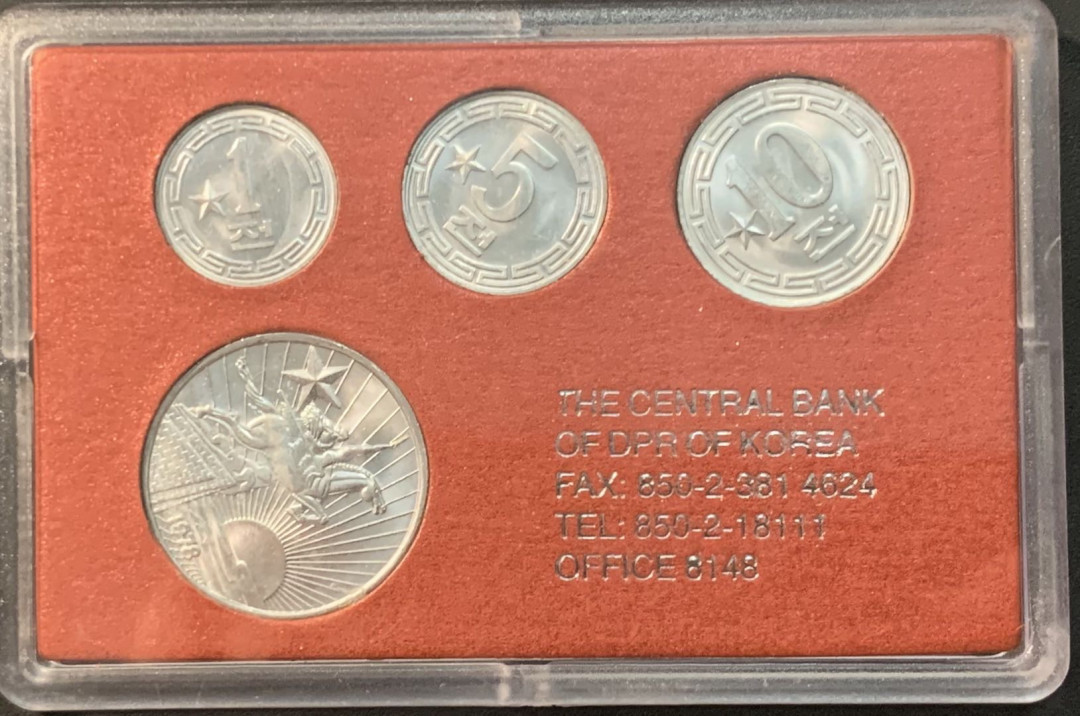 1
전
5
전
10
전
1978
THE CENTRAL BANK
OF DPR OF KOREA
FAX: 850-2-381 4624
TEL: 850-2-18111
OFFICE 8148